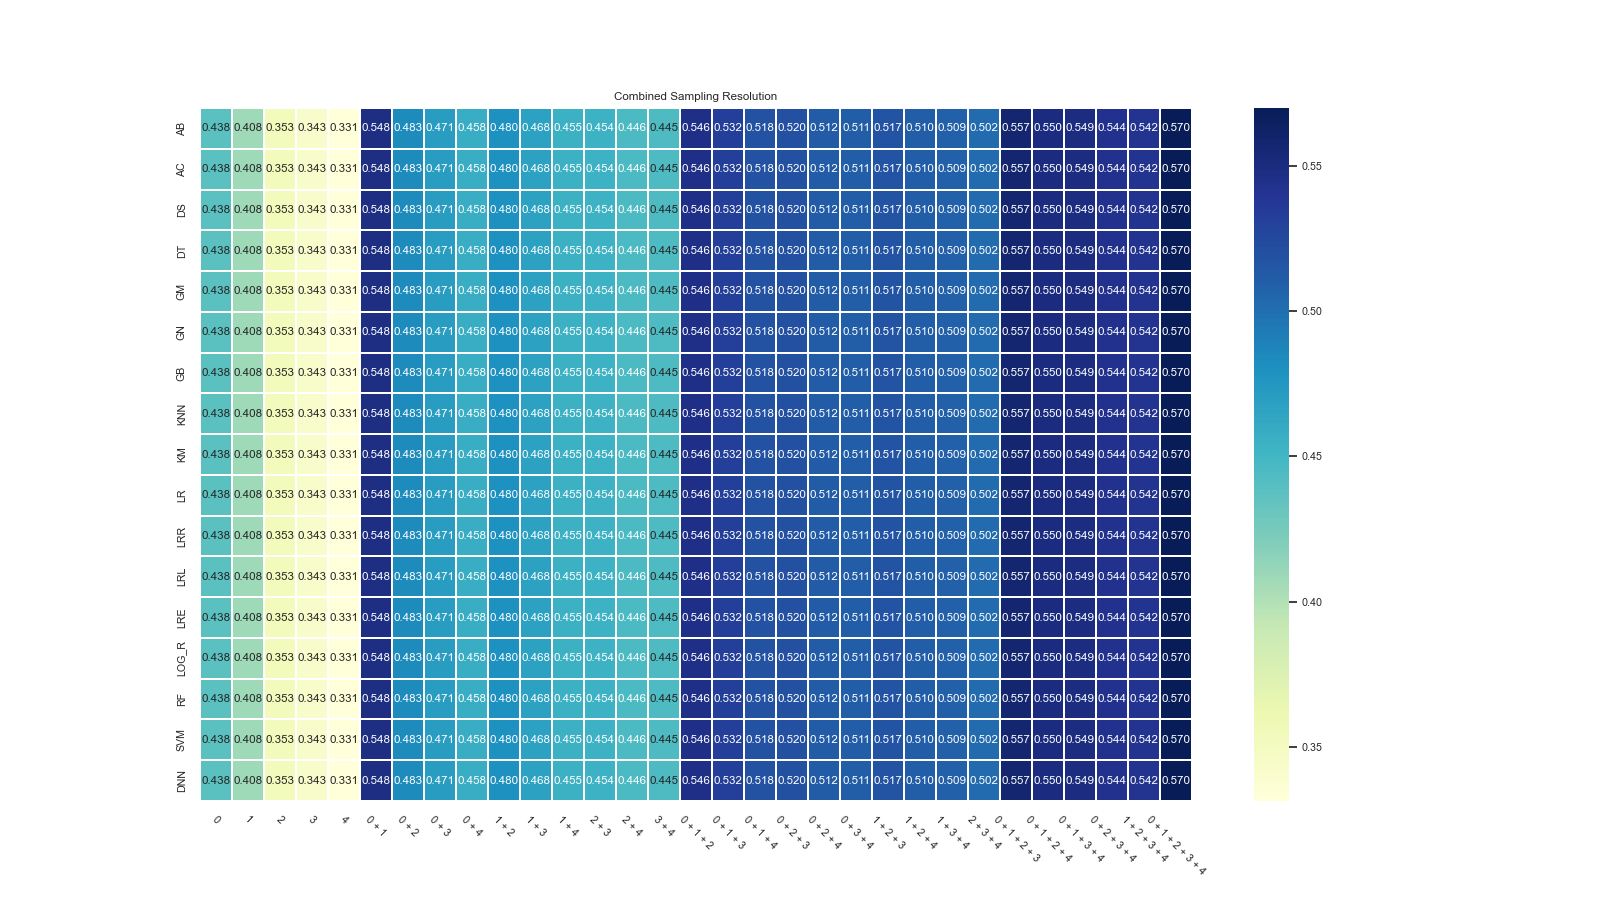 Combined Sampling Resolution
AB 0.438 0.408 0.353 0.343 0.331 0.548 0.483 0.471 0.458 0.480 0.468 0.455 0.454 0.446 0.445 0.546 0.532 0.518 0.520 0.512 0.511 0.517 0.510 0.509 0.502 0.557 0.550 0.549 0.544 0.542 0.570
AC 0.438 0.408 0.353 0.343 0.331 0.548 0.483 0.471 0.458 0.480 0.468 0.455 0.454 0.446 0.445 0.546 0.532 0.518 0.520 0.512 0.511 0.517 0.510 0.509 0.502 0.557 0.550 0.549 0.544 0.542 0.570
0.55
DS 0.438 0.408 0.353 0.343 0.331 0.548 0.483 0.471 0.458 0.480 0.468 0.455 0.454 0.446 0.445 0.546 0.532 0.518 0.520 0.512 0.511 0.517 0.510 0.509 0.502 0.557 0.550 0.549 0.544 0.542 0.570
DT 0.438 0.408 0.353 0.343 0.331 0.548 0.483 0.471 0.458 0.480 0.468 0.455 0.454 0.446 0.445 0.546 0.532 0.518 0.520 0.512 0.511 0.517 0.510 0.509 0.502 0.557 0.550 0.549 0.544 0.542 0.570
GM 0.438 0.408 0.353 0.343 0.331 0.548 0.483 0.471 0.458 0.480 0.468 0.455 0.454 0.446 0.445 0.546 0.532 0.518 0.520 0.512 0.511 0.517 0.510 0.509 0.502 0.557 0.550 0.549 0.544 0.542 0.570
0.50
GN 0.438 0.408 0.353 0.343 0.331 0.548 0.483 0.471 0.458 0.480 0.468 0.455 0.454 0.446 0.445 0.546 0.532 0.518 0.520 0.512 0.511 0.517 0.510 0.509 0.502 0.557 0.550 0.549 0.544 0.542 0.570
GB 0.438 0.408 0.353 0.343 0.331 0.548 0.483 0.471 0.458 0.480 0.468 0.455 0.454 0.446 0.445 0.546 0.532 0.518 0.520 0.512 0.511 0.517 0.510 0.509 0.502 0.557 0.550 0.549 0.544 0.542 0.570
KNN 0.438 0.408 0.353 0.343 0.331 0.548 0.483 0.471 0.458 0.480 0.468 0.455 0.454 0.446 0.445 0.546 0.532 0.518 0.520 0.512 0.511 0.517 0.510 0.509 0.502 0.557 0.550 0.549 0.544 0.542 0.570
KM 0.438 0.408 0.353 0.343 0.331 0.548 0.483 0.471 0.458 0.480 0.468 0.455 0.454 0.446 0.445 0.546 0.532 0.518 0.520 0.512 0.511 0.517 0.510 0.509 0.502 0.557 0.550 0.549 0.544 0.542 0.570
0.45
LR 0.438 0.408 0.353 0.343 0.331 0.548 0.483 0.471 0.458 0.480 0.468 0.455 0.454 0.446 0.445 0.546 0.532 0.518 0.520 0.512 0.511 0.517 0.510 0.509 0.502 0.557 0.550 0.549 0.544 0.542 0.570
LRR 0.438 0.408 0.353 0.343 0.331 0.548 0.483 0.471 0.458 0.480 0.468 0.455 0.454 0.446 0.445 0.546 0.532 0.518 0.520 0.512 0.511 0.517 0.510 0.509 0.502 0.557 0.550 0.549 0.544 0.542 0.570
LRL 0.438 0.408 0.353 0.343 0.331 0.548 0.483 0.471 0.458 0.480 0.468 0.455 0.454 0.446 0.445 0.546 0.532 0.518 0.520 0.512 0.511 0.517 0.510 0.509 0.502 0.557 0.550 0.549 0.544 0.542 0.570
0.40
LRE 0.438 0.408 0.353 0.343 0.331 0.548 0.483 0.471 0.458 0.480 0.468 0.455 0.454 0.446 0.445 0.546 0.532 0.518 0.520 0.512 0.511 0.517 0.510 0.509 0.502 0.557 0.550 0.549 0.544 0.542 0.570
LOG_R 0.438 0.408 0.353 0.343 0.331 0.548 0.483 0.471 0.458 0.480 0.468 0.455 0.454 0.446 0.445 0.546 0.532 0.518 0.520 0.512 0.511 0.517 0.510 0.509 0.502 0.557 0.550 0.549 0.544 0.542 0.570
RF 0.438 0.408 0.353 0.343 0.331 0.548 0.483 0.471 0.458 0.480 0.468 0.455 0.454 0.446 0.445 0.546 0.532 0.518 0.520 0.512 0.511 0.517 0.510 0.509 0.502 0.557 0.550 0.549 0.544 0.542 0.570
SVM 0.438 0.408 0.353 0.343 0.331 0.548 0.483 0.471 0.458 0.480 0.468 0.455 0.454 0.446 0.445 0.546 0.532 0.518 0.520 0.512 0.511 0.517 0.510 0.509 0.502 0.557 0.550 0.549 0.544 0.542 0.570
0.35
DNN 0.438 0.408 0.353 0.343 0.331 0.548 0.483 0.471 0.458 0.480 0.468 0.455 0.454 0.446 0.445 0.546 0.532 0.518 0.520 0.512 0.511 0.517 0.510 0.509 0.502 0.557 0.550 0.549 0.544 0.542 0.570
0
1
2
3
4
0 + 1
0 + 2
0 + 3
0 + 4
1 + 2
1 + 3
1 + 4
2 + 3
2 + 4
3 + 4
0 + 1 + 2
0 + 1 + 3
0 + 1 + 4
0 + 2 + 3
0 + 2 + 4
0 + 3 + 4
1 + 2 + 3
1 + 2 + 4
1 + 3 + 4
2 + 3 + 4
0 + 1 + 2 + 3
0 + 1 + 2 + 4
0 + 1 + 3 + 4
0 + 2 + 3 + 4
1 + 2 + 3 + 4
0 + 1 + 2 + 3 + 4